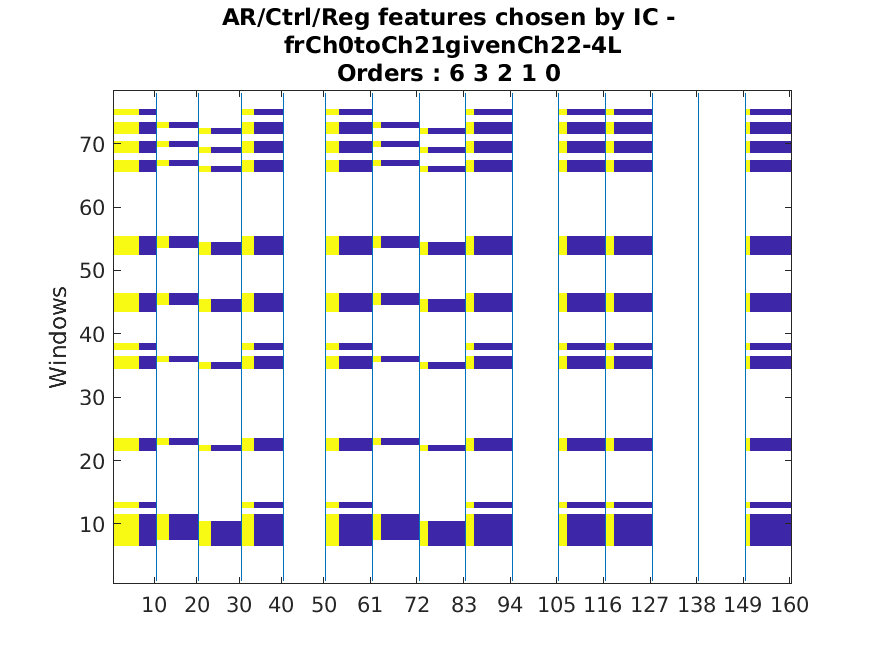 AR/Ctrl/Reg features chosen by IC -
frCh0toCh21givenCh22-4L
Orders : 6 3 2 1 0
Windows
70
60
50
40
30
20
10
10 20 30 40 50 61 72 83 94 105 116 127 138 149 160